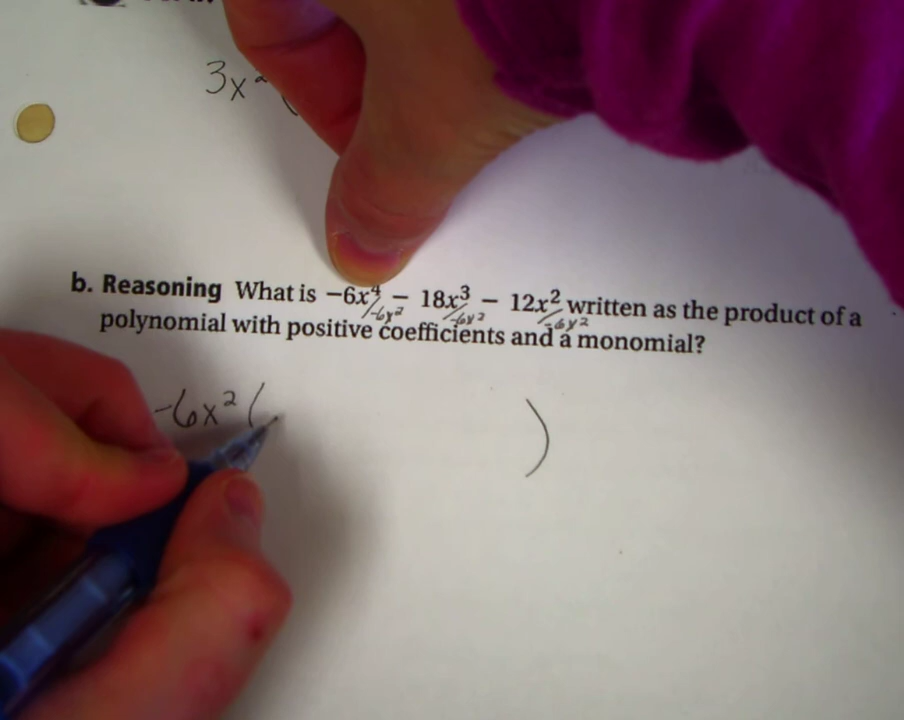 3x²(
b. Reasoning What is −6x⁴ − 18x³ − 12x² written as the product of a
/-6x² /-6x² /-6x²
polynomial with positive coefficients and a monomial?
-6x² ( )